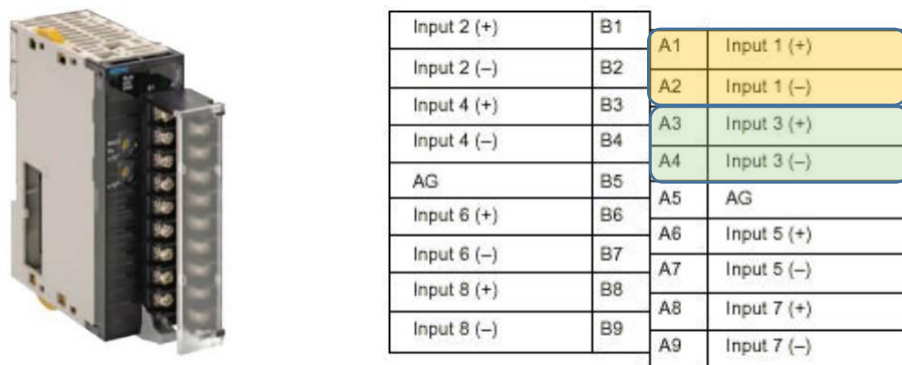 Input 2 (+) B1
Input 2 (–) B2
Input 4 (+) B3
Input 4 (–) B4
AG B5
Input 6 (+) B6
Input 6 (–) B7
Input 8 (+) B8
Input 8 (–) B9
A1 Input 1 (+)
A2 Input 1 (–)
A3 Input 3 (+)
A4 Input 3 (–)
A5 AG
A6 Input 5 (+)
A7 Input 5 (–)
A8 Input 7 (+)
A9 Input 7 (–)